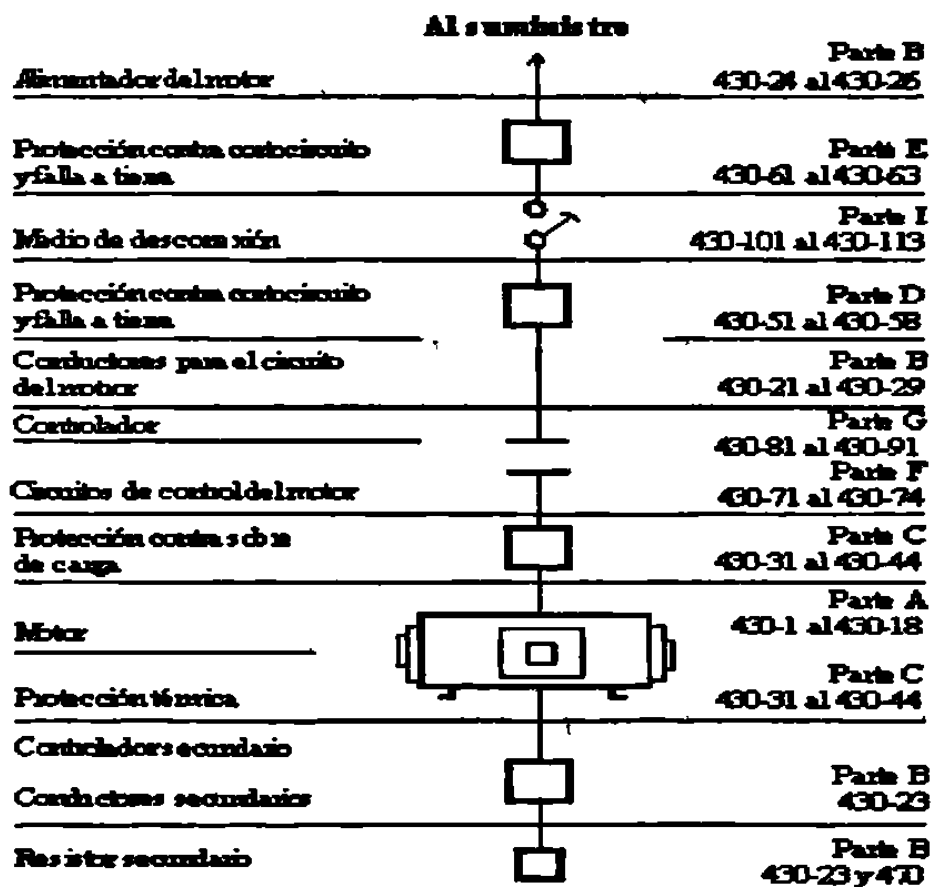 Al suministro
Parte B
Alimentador del motor 430-24 al 430-26
Protección contra cortocircuito Parte E
y falla a tierra 430-61 al 430-63
Parte I
Medio de desconexión 430-101 al 430-113
Protección contra cortocircuito Parte D
y falla a tierra 430-51 al 430-58
Conductores para el circuito Parte B
del motor 430-21 al 430-29
Controlador Parte G
430-81 al 430-91
Parte F
Circuitos de control del motor 430-71 al 430-74
Protección contra sobre Parte C
de carga 430-31 al 430-44
Parte A
Motor 430-1 al 430-18
Parte C
Protección térmica 430-31 al 430-44
Controlador secundario
Parte B
Conductores secundarios 430-23
Resistor secundario Parte B
430-23 y 470